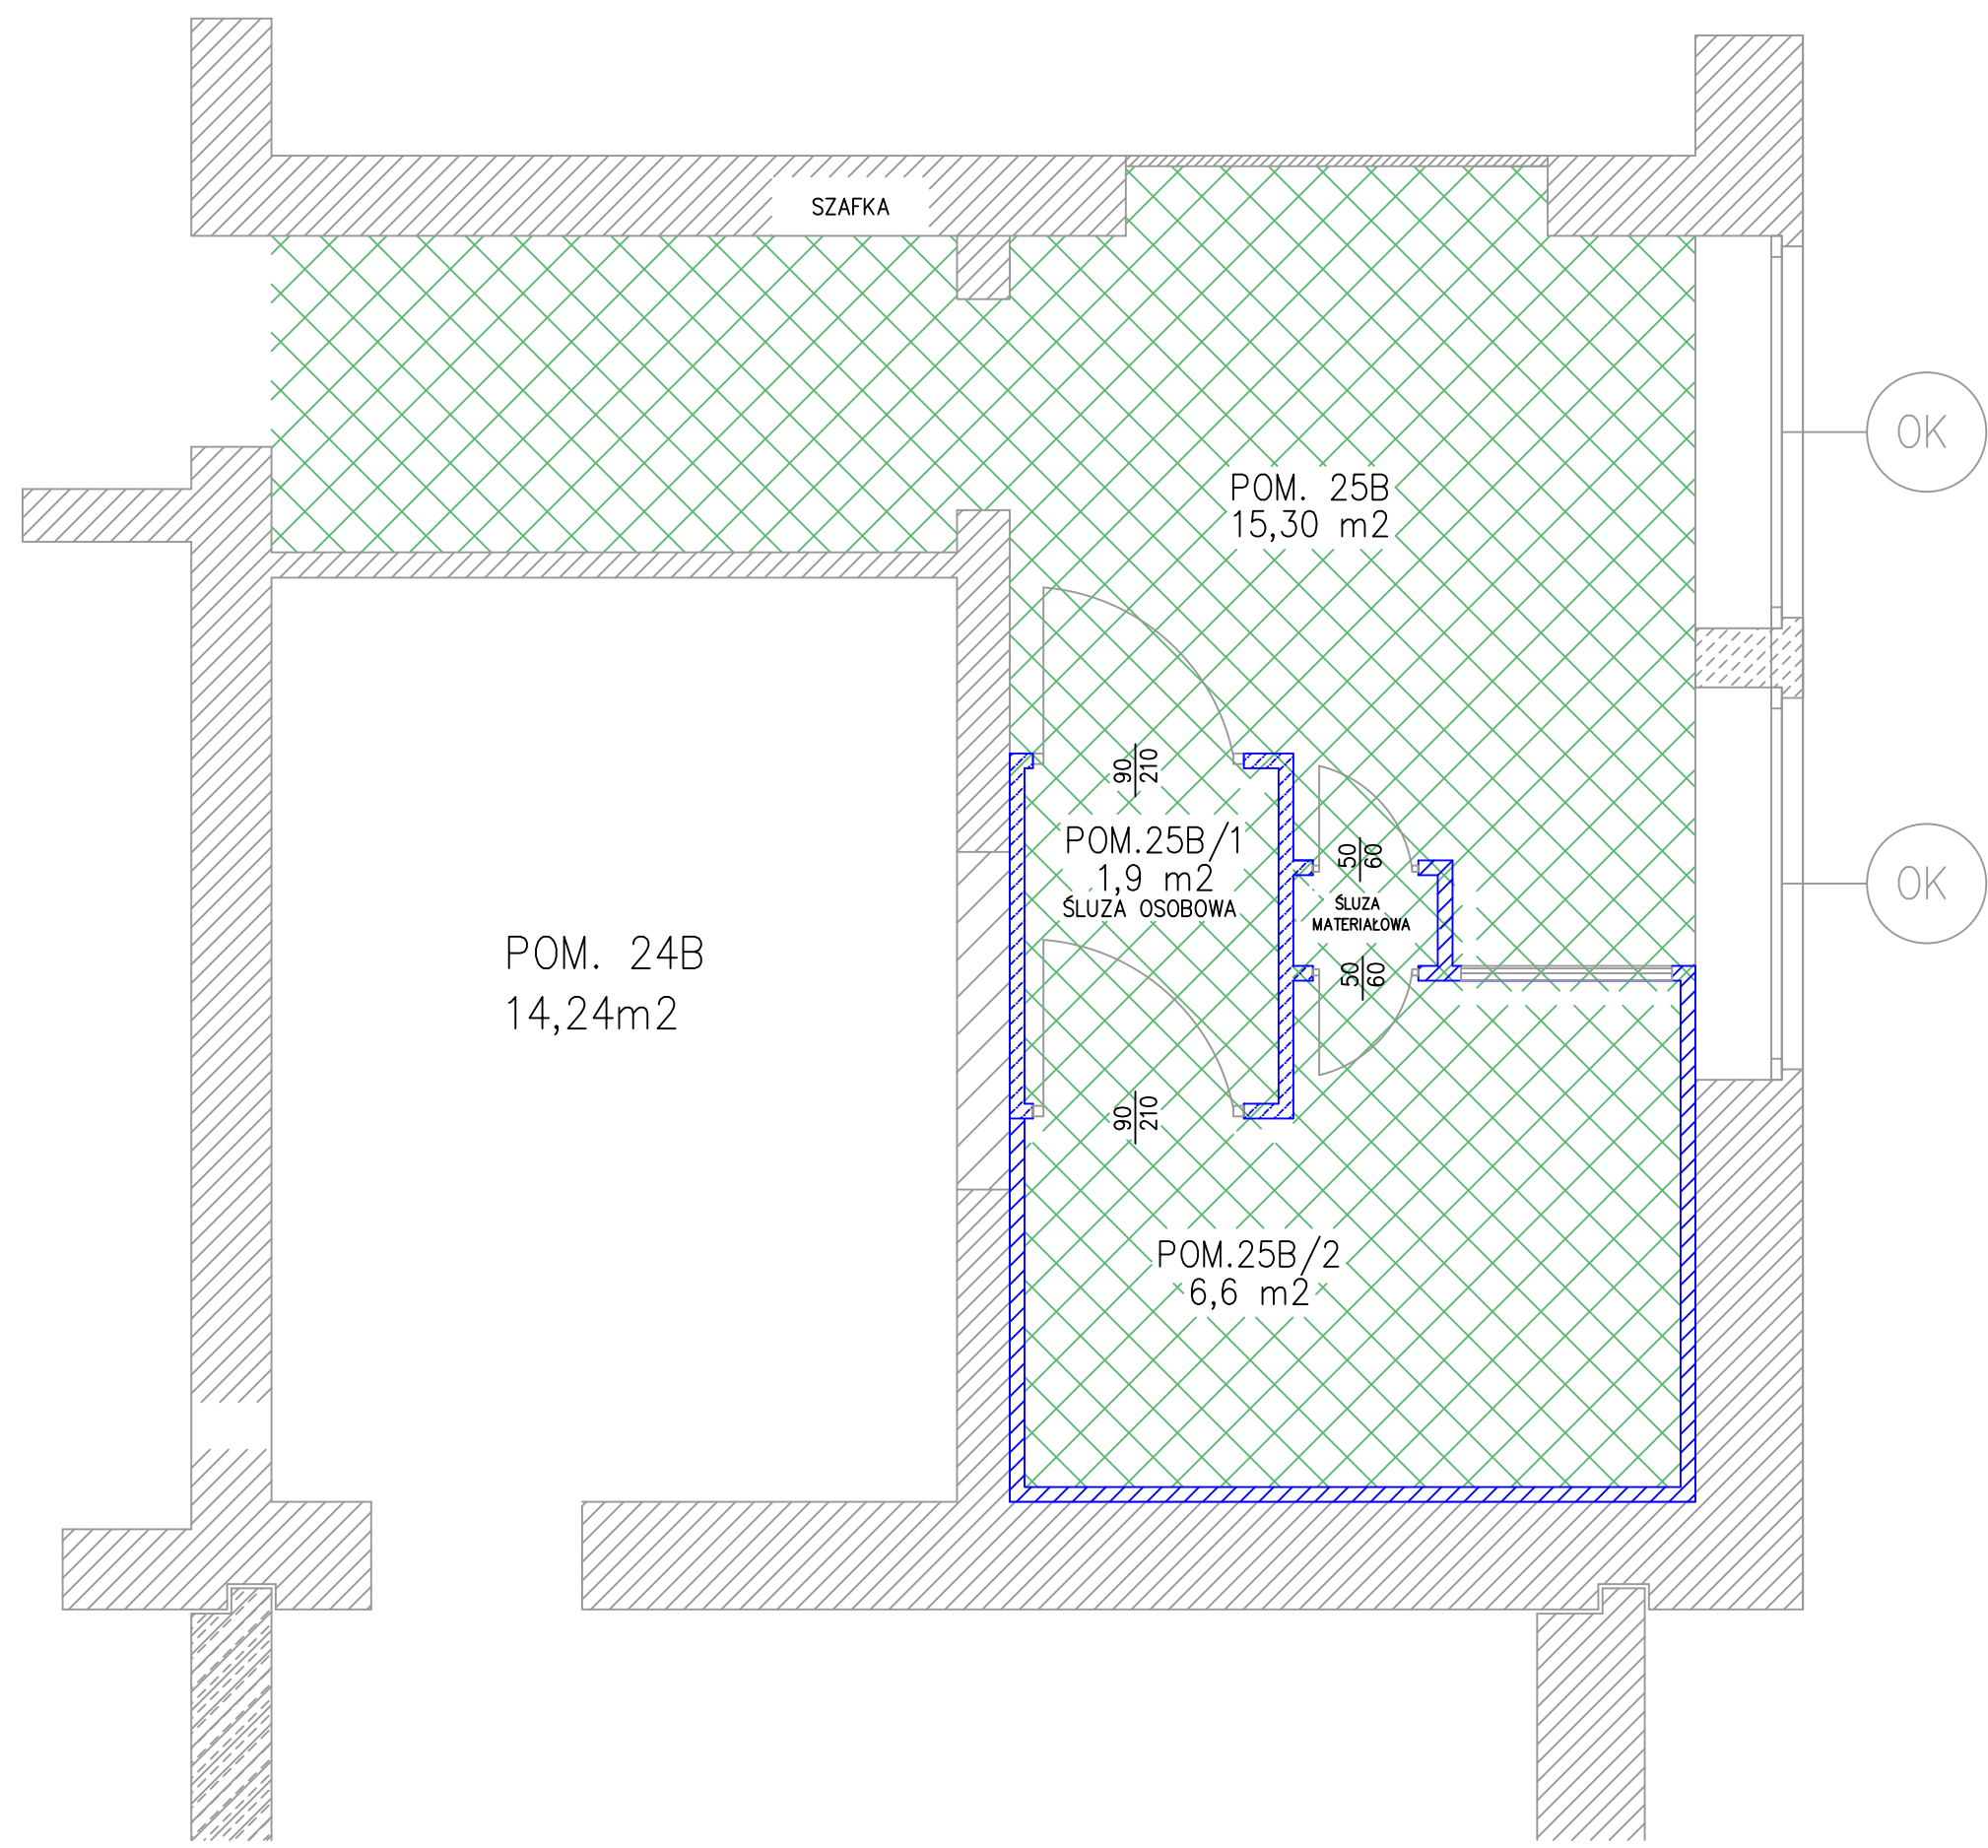 SZAFKA
OK
POM. 25B
15,30 m2
90
210
POM.25B/1
1,9 m2
ŚLUZA OSOBOWA
50
60
ŚLUZA
MATERIAŁOWA
OK
POM. 24B
14,24m2
50
60
90
210
POM.25B/2
6,6 m2